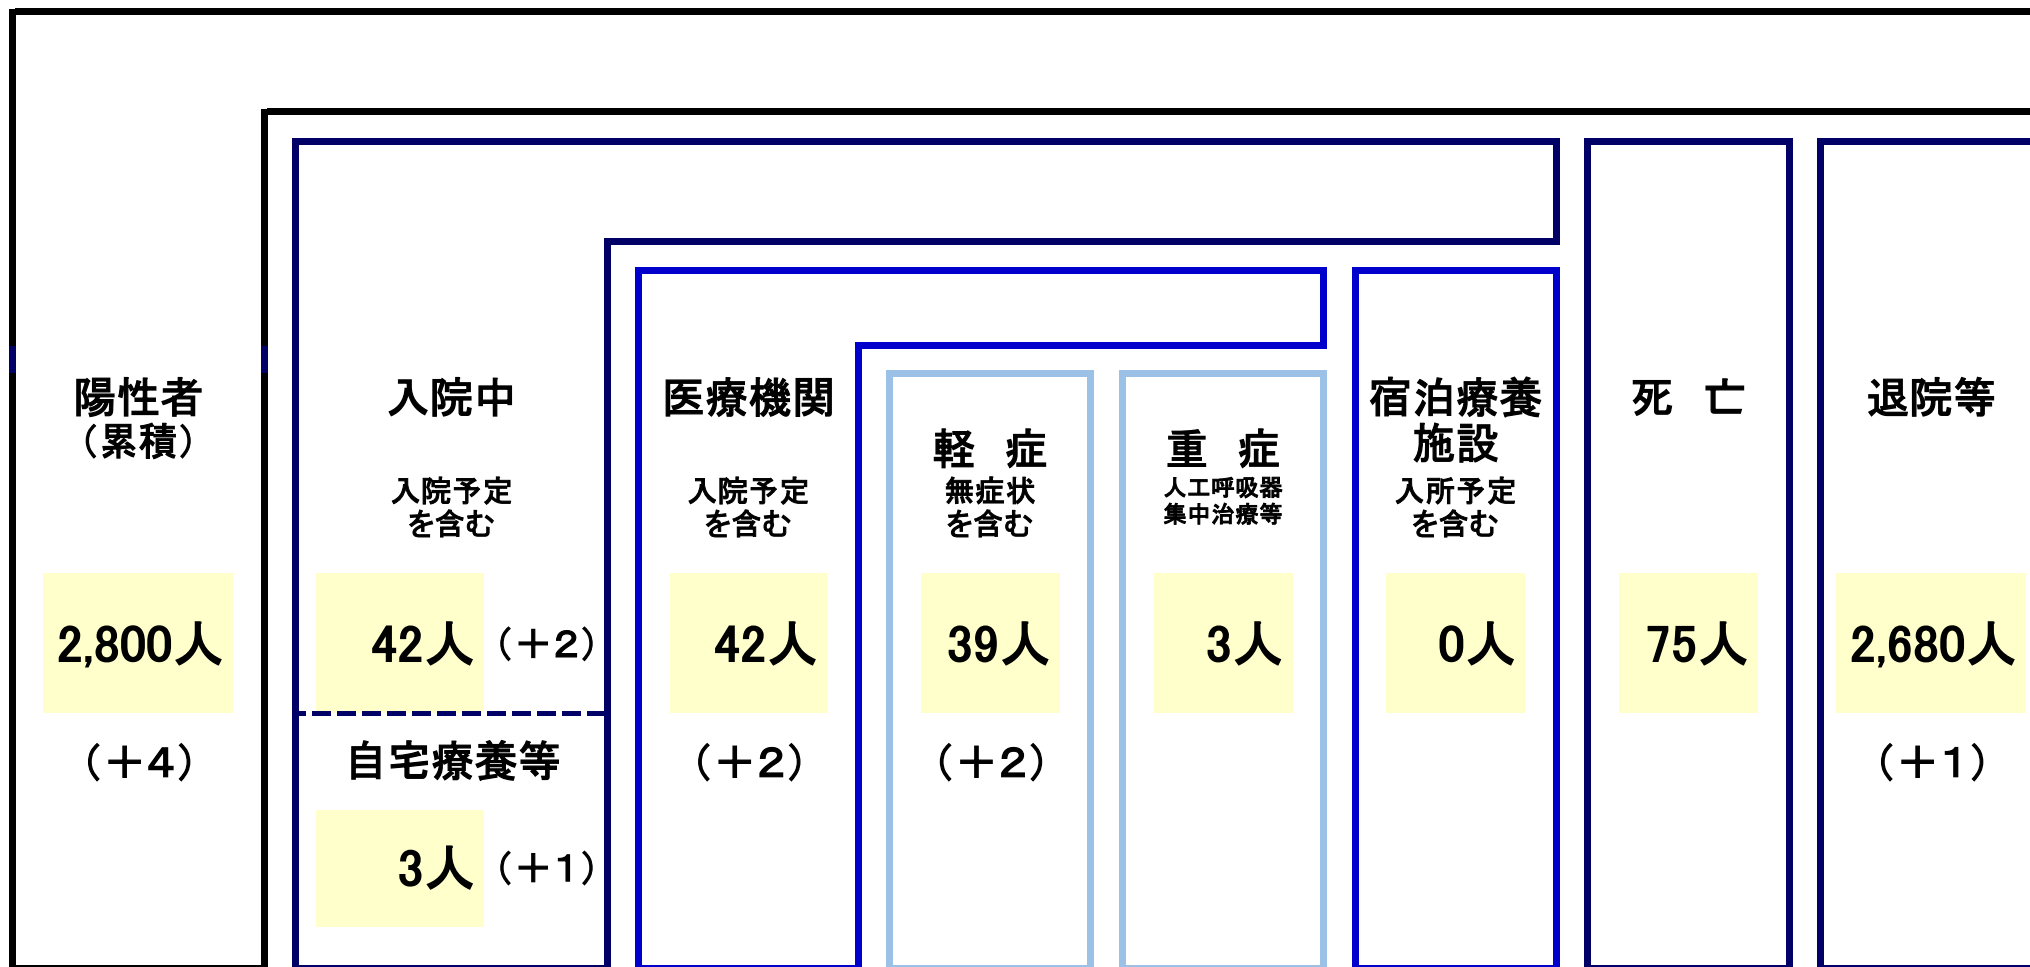 陽性者
（累積）
2,800人
（＋4）
入院中
入院予定
を含む
42人（＋2）
自宅療養等
3人（＋1）
医療機関
入院予定
を含む
42人
（＋2）
軽　症
無症状
を含む
39人
（＋2）
重　症
人工呼吸器
集中治療等
3人
宿泊療養
施設
入所予定
を含む
0人
死　亡
75人
退院等
2,680人
（＋1）